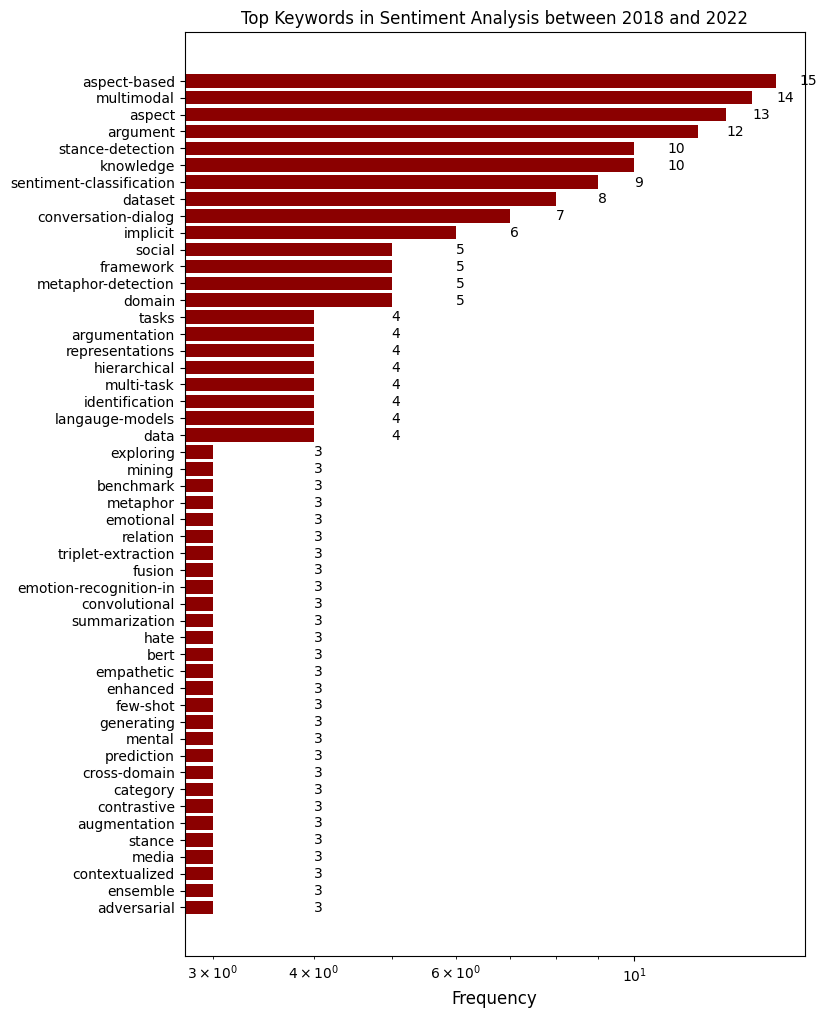 Top Keywords in Sentiment Analysis between 2018 and 2022
aspect-based 15
multimodal 14
aspect 13
argument 12
stance-detection 10
knowledge 10
sentiment-classification 9
dataset 8
conversation-dialog 7
implicit 6
social 5
framework 5
metaphor-detection 5
domain 5
tasks 4
argumentation 4
representations 4
hierarchical 4
multi-task 4
identification 4
langauge-models 4
data 4
exploring 3
mining 3
benchmark 3
metaphor 3
emotional 3
relation 3
triplet-extraction 3
fusion 3
emotion-recognition-in 3
convolutional 3
summarization 3
hate 3
bert 3
empathetic 3
enhanced 3
few-shot 3
generating 3
mental 3
prediction 3
cross-domain 3
category 3
contrastive 3
augmentation 3
stance 3
media 3
contextualized 3
ensemble 3
adversarial 3
3 × 10⁰ 4 × 10⁰ 6 × 10⁰ 10¹
Frequency